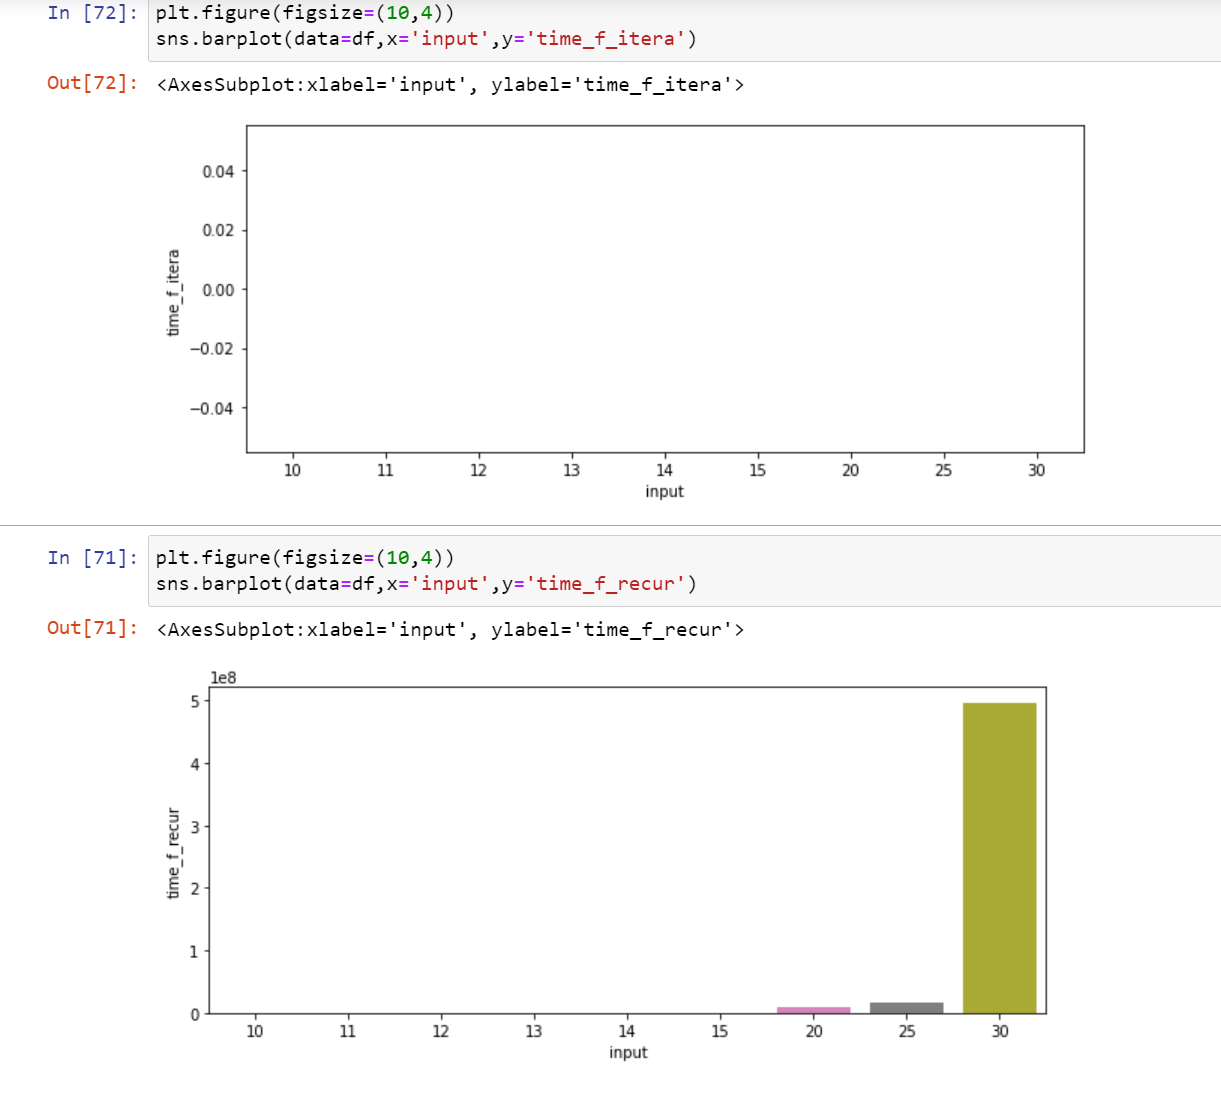 In [72]: plt.figure(figsize=(10,4))
sns.barplot(data=df,x='input',y='time_f_itera')
Out[72]: <AxesSubplot:xlabel='input', ylabel='time_f_itera'>
0.04
0.02
0.00
−0.02
−0.04
time_f_itera
10 11 12 13 14 15 20 25 30
input
In [71]: plt.figure(figsize=(10,4))
sns.barplot(data=df,x='input',y='time_f_recur')
Out[71]: <AxesSubplot:xlabel='input', ylabel='time_f_recur'>
1e8
5
4
3
2
1
0
time_f_recur
10 11 12 13 14 15 20 25 30
input